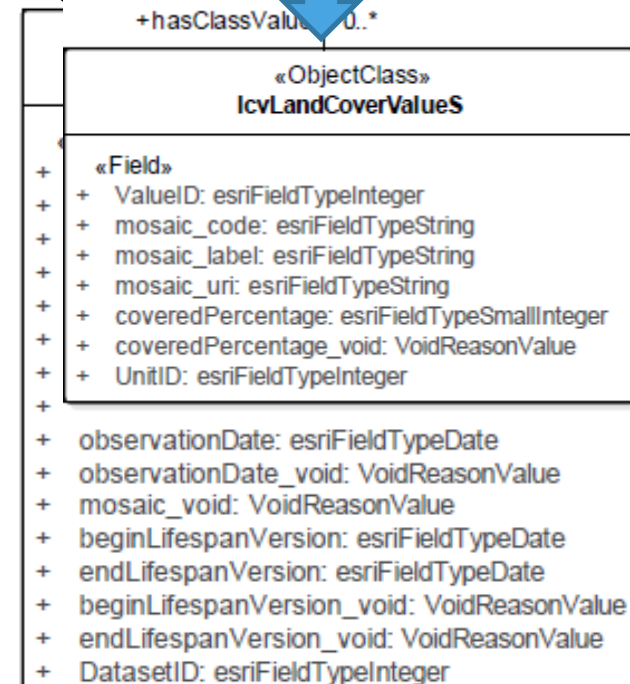 +hasClassValue 0..*
«ObjectClass»
lcvLandCoverValueS
«Field»
+ ValueID: esriFieldTypeInteger
+ mosaic_code: esriFieldTypeString
+ mosaic_label: esriFieldTypeString
+ mosaic_uri: esriFieldTypeString
+ coveredPercentage: esriFieldTypeSmallInteger
+ coveredPercentage_void: VoidReasonValue
+ UnitID: esriFieldTypeInteger
+
+
+
+
+
+
+
+
+ observationDate: esriFieldTypeDate
+ observationDate_void: VoidReasonValue
+ mosaic_void: VoidReasonValue
+ beginLifespanVersion: esriFieldTypeDate
+ endLifespanVersion: esriFieldTypeDate
+ beginLifespanVersion_void: VoidReasonValue
+ endLifespanVersion_void: VoidReasonValue
+ DatasetID: esriFieldTypeInteger